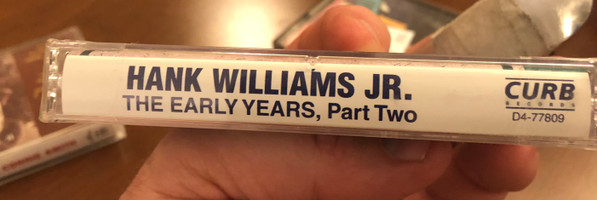 HANK WILLIAMS JR.
THE EARLY YEARS, Part Two
CURB
RECORDS
D4-77809